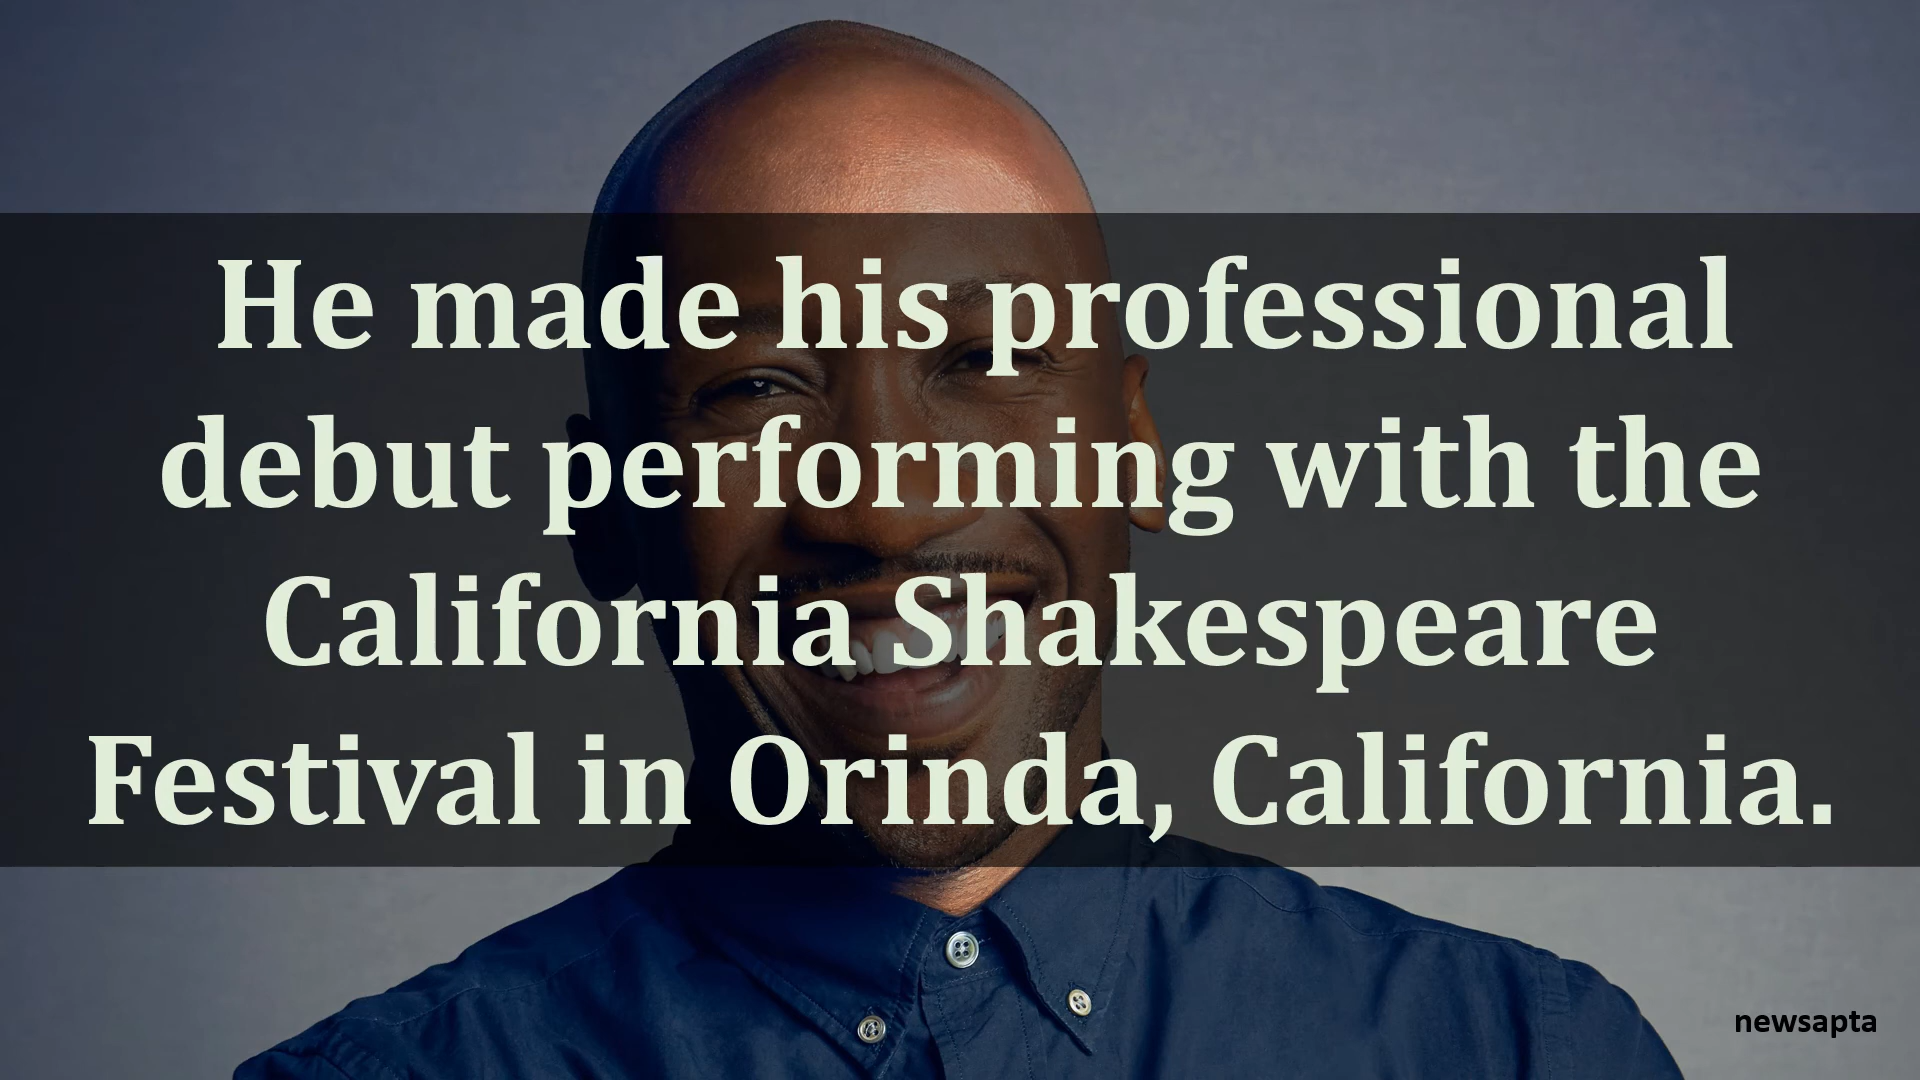 He made his professional
debut performing with the
California Shakespeare
Festival in Orinda, California.
newsapta